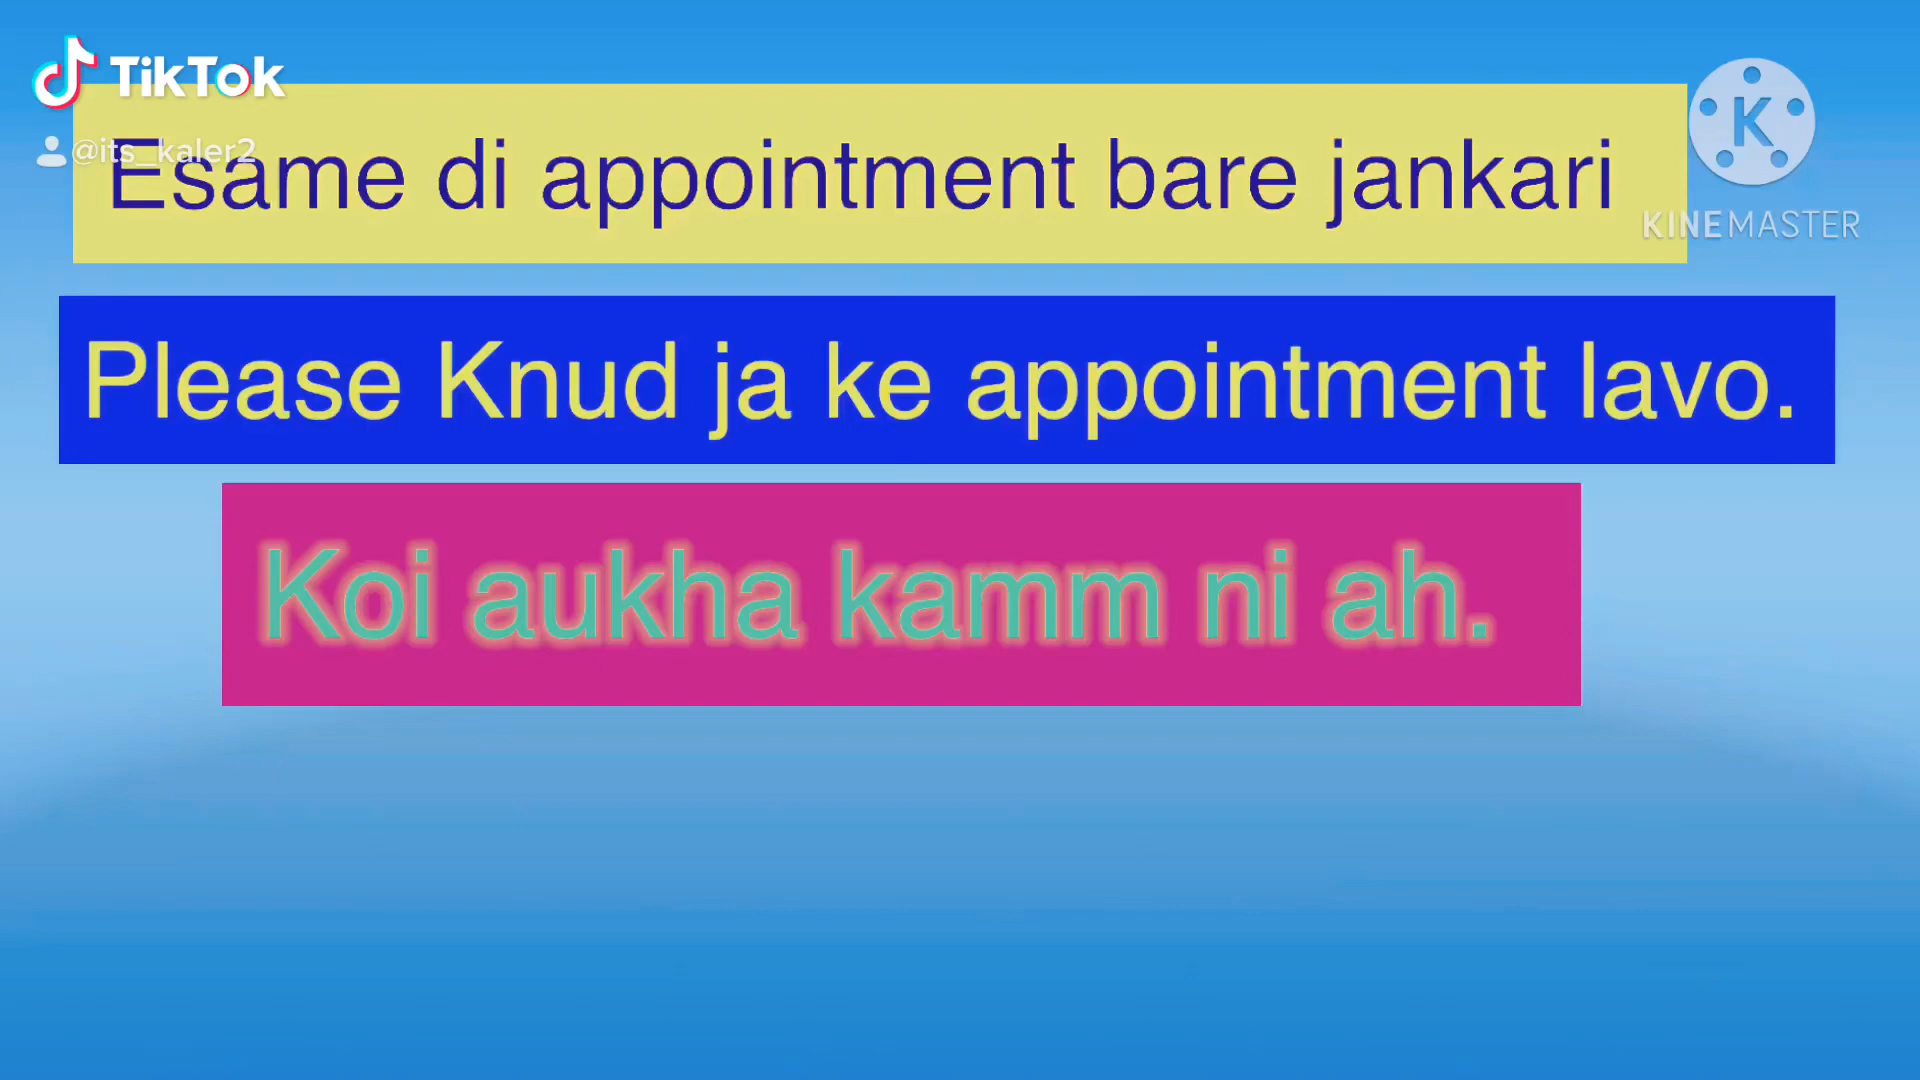 TikTok
@its_kaler2
Esame di appointment bare jankari
KINEMASTER
Please Knud ja ke appointment lavo.
Koi aukha kamm ni ah.